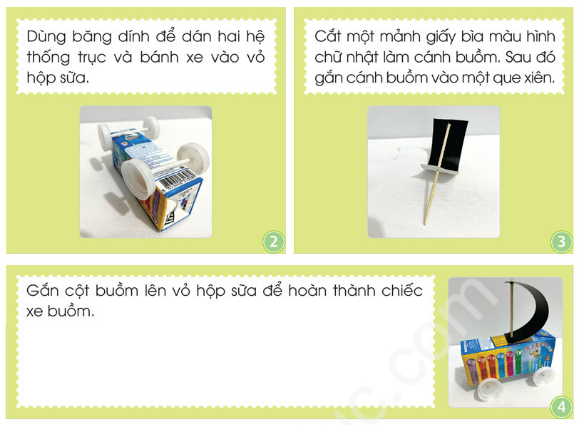 Dùng băng dính để dán hai hệ
thống trục và bánh xe vào vỏ
hộp sữa.
2
Cắt một mảnh giấy bìa màu hình
chữ nhật làm cánh buồm. Sau đó
gắn cánh buồm vào một que xiên.
3
Gắn cột buồm lên vỏ hộp sữa để hoàn thành chiếc
xe buồm.
4